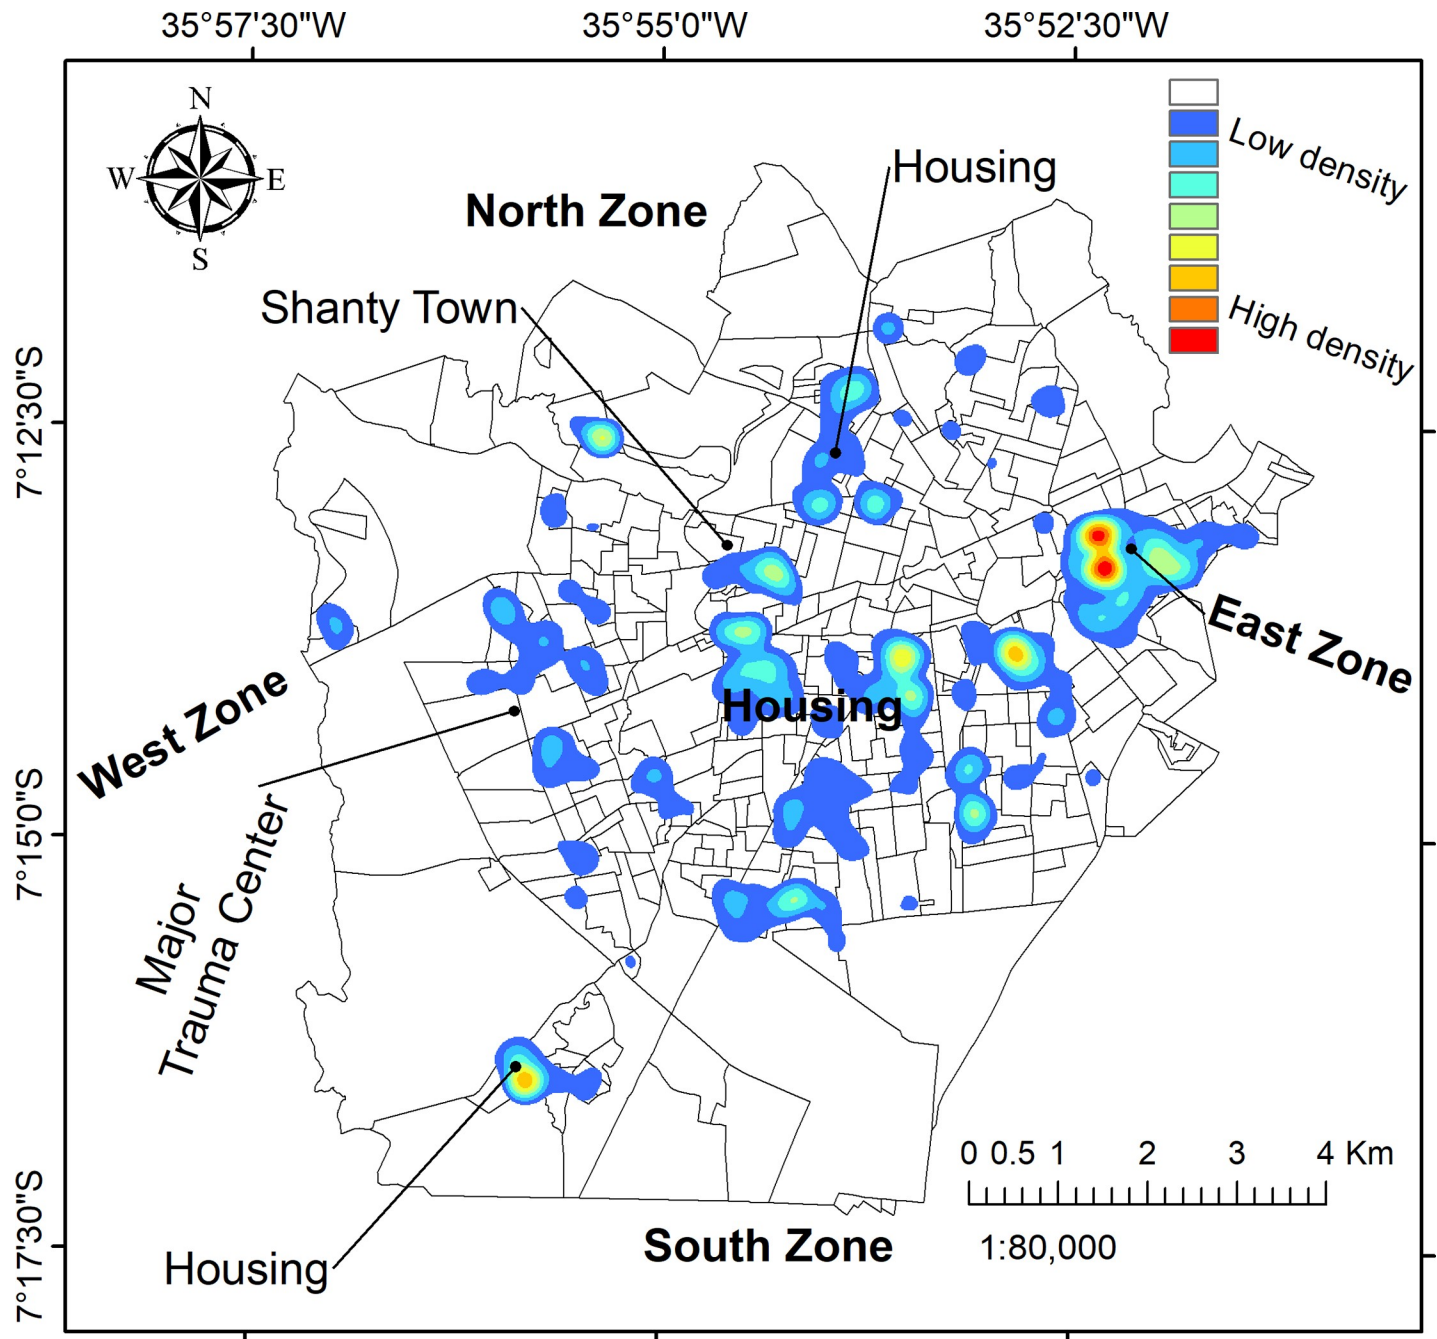 35°57'30"W 35°55'0"W 35°52'30"W
N
W E
S
Low density
High density
Housing
North Zone
Shanty Town
7°12'30"S
East Zone
West Zone
Housing
7°15'0"S
Major
Trauma Center
0 0.5 1 2 3 4 Km
1:80,000
South Zone
Housing
7°17'30"S